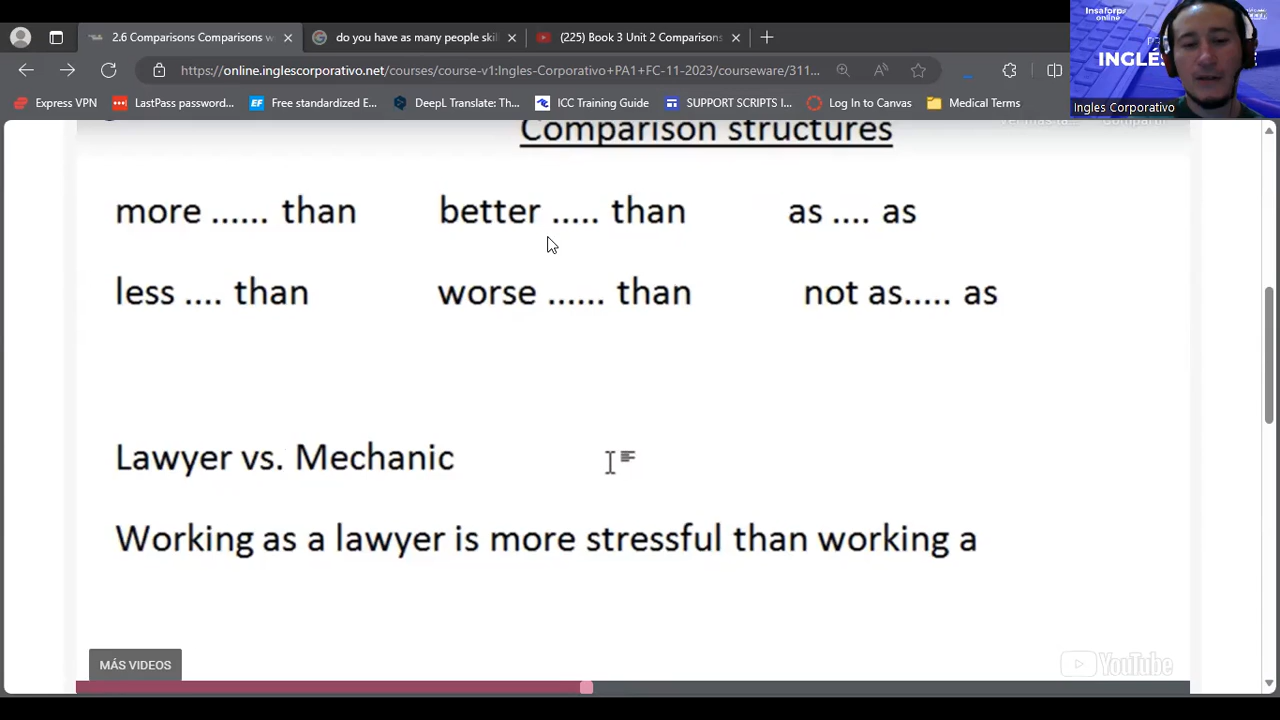 2.6 Comparisons Comparisons w
do you have as many people skil
(225) Book 3 Unit 2 Comparisons
Insaforp
online
INGLÉS
Ingles Corporativo
https://online.inglescorporativo.net/courses/course-v1:Ingles-Corporativo+PA1+FC-11-2023/courseware/311...
Express VPN
LastPass password...
Free standardized E...
DeepL Translate: Th...
ICC Training Guide
SUPPORT SCRIPTS I...
Log In to Canvas
Medical Terms
Comparison structures
more ...... than better ..... than as .... as
less .... than worse ...... than not as..... as
Lawyer vs. Mechanic
Working as a lawyer is more stressful than working a
MÁS VIDEOS
YouTube